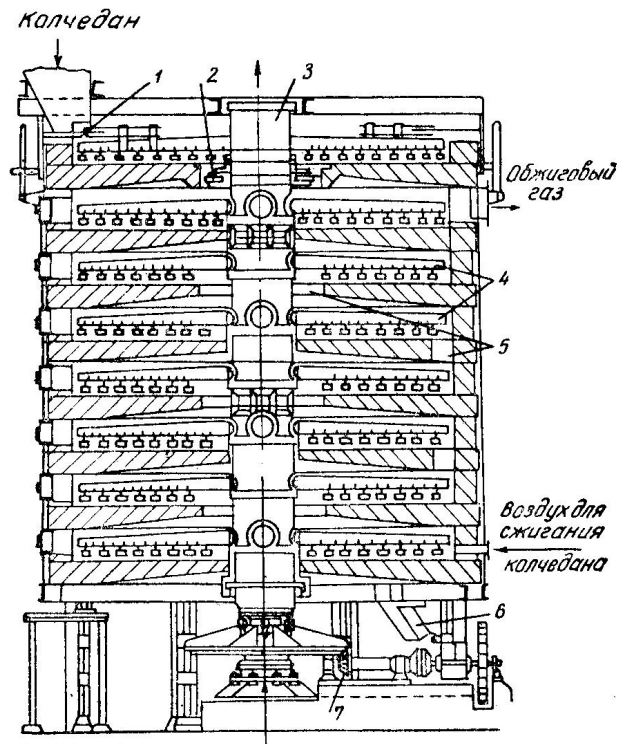 Колчедан
1
2
3
Обжиговый
газ
4
5
Воздух для
сжигания
колчедана
6
7